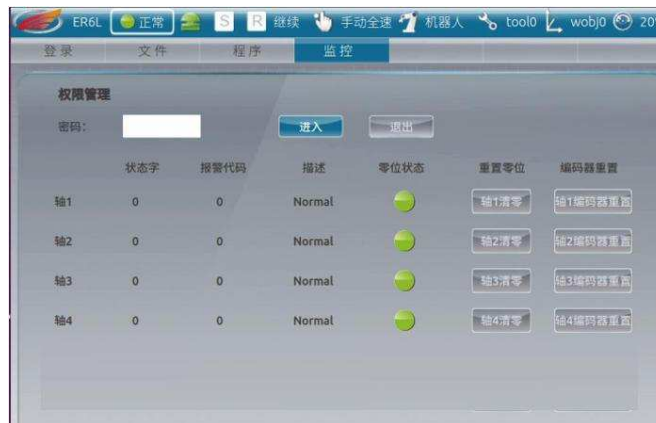 ER6L 正常 S R 继续 手动全速 机器人 tool0 wobj0 20%
登录 文件 程序 监控
权限管理
密码: 进入 退出
状态字 报警代码 描述 零位状态 重置零位 编码器重置
轴1 0 0 Normal 轴1清零 轴1编码器重置
轴2 0 0 Normal 轴2清零 轴2编码器重置
轴3 0 0 Normal 轴3清零 轴3编码器重置
轴4 0 0 Normal 轴4清零 轴4编码器重置